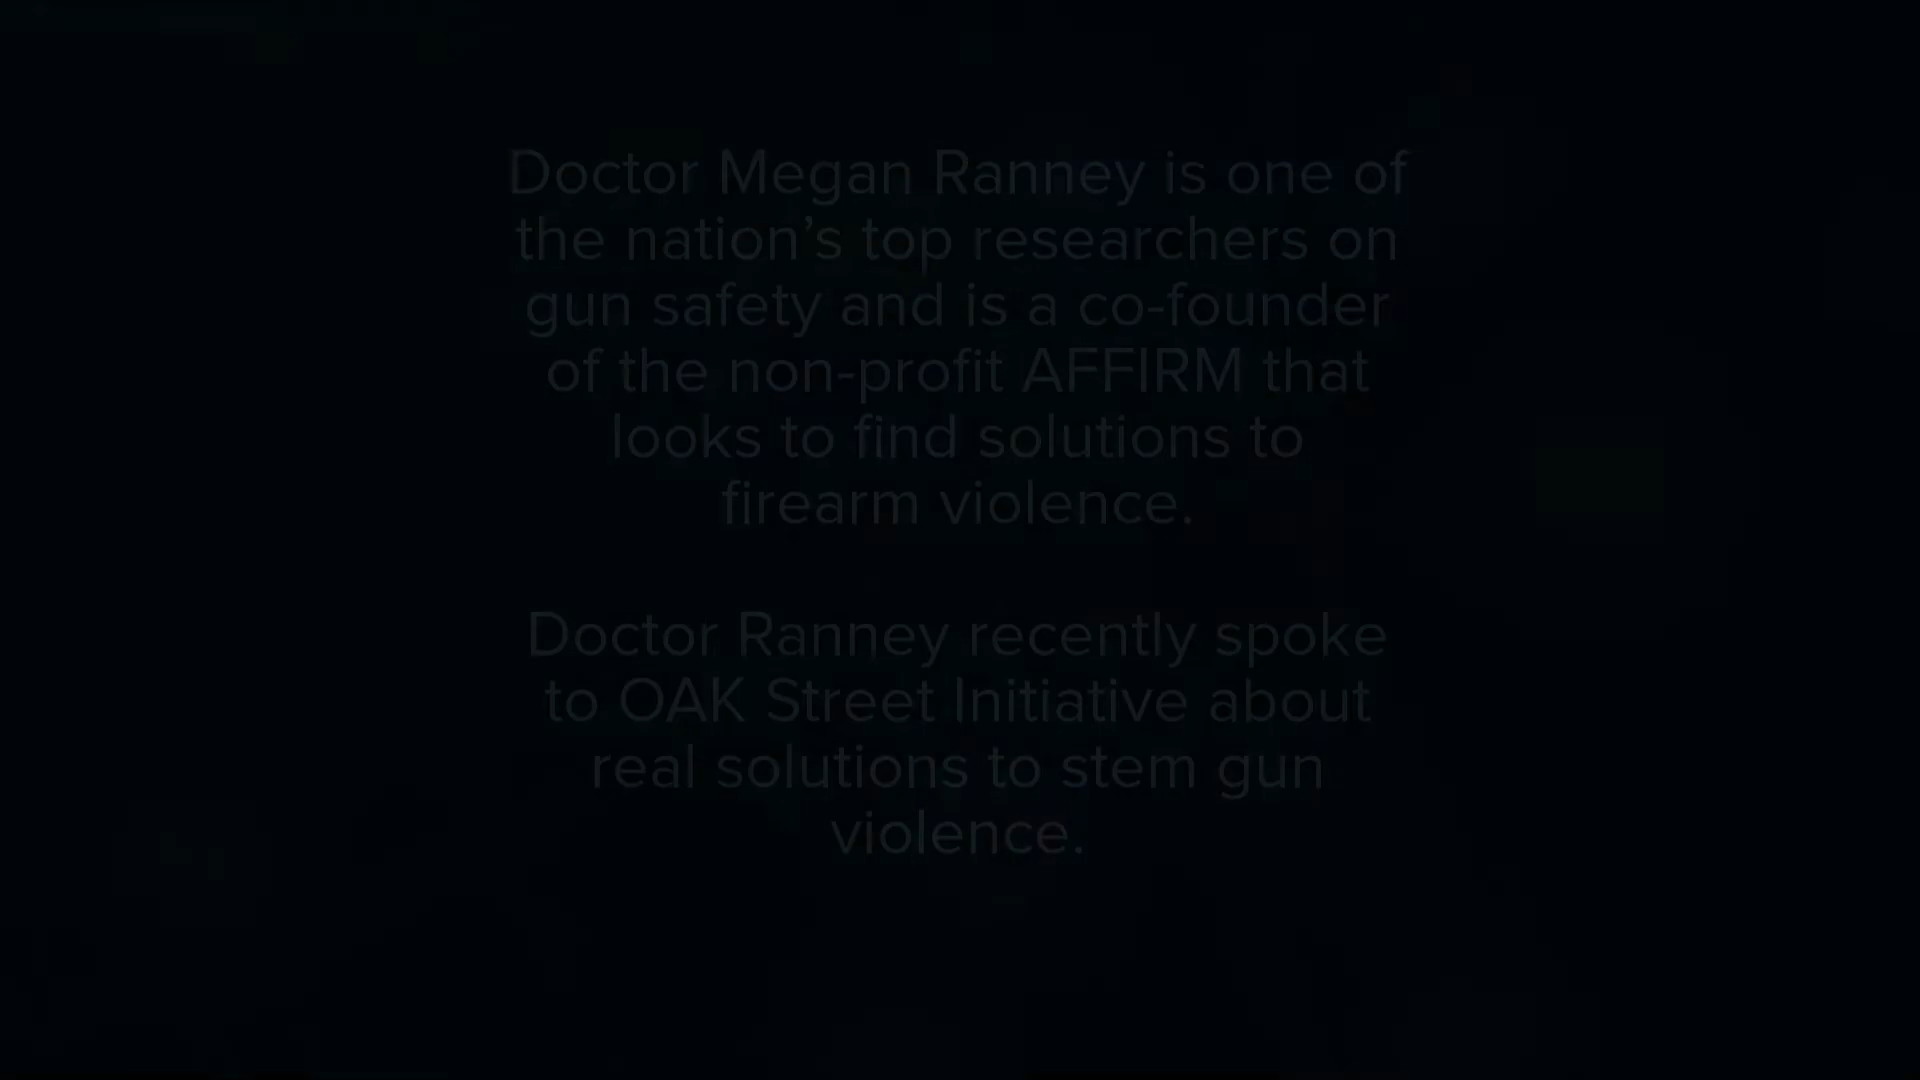 Doctor Megan Ranney is one of
the nation’s top researchers on
gun safety and is a co-founder
of the non-profit AFFIRM that
looks to find solutions to
firearm violence.
Doctor Ranney recently spoke
to OAK Street Initiative about
real solutions to stem gun
violence.